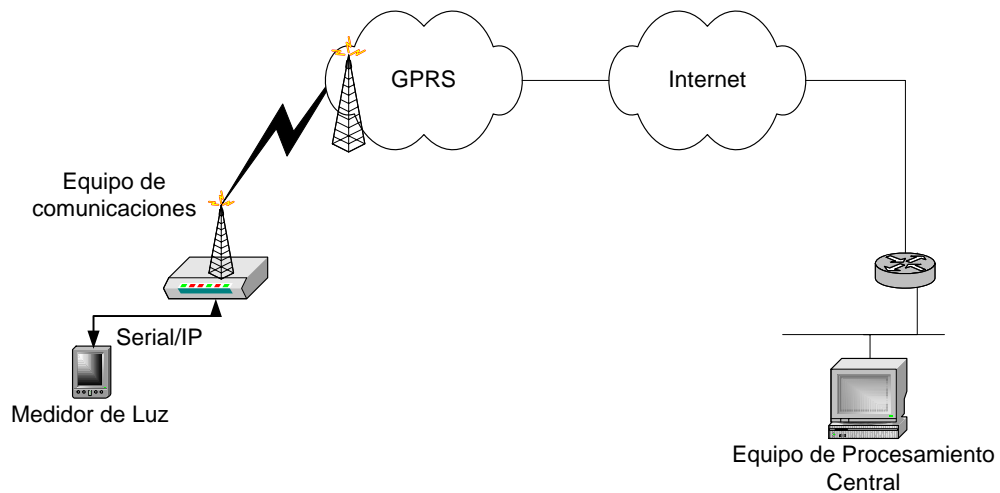 GPRS
Internet
Equipo de
comunicaciones
Serial/IP
Medidor de Luz
Equipo de Procesamiento
Central